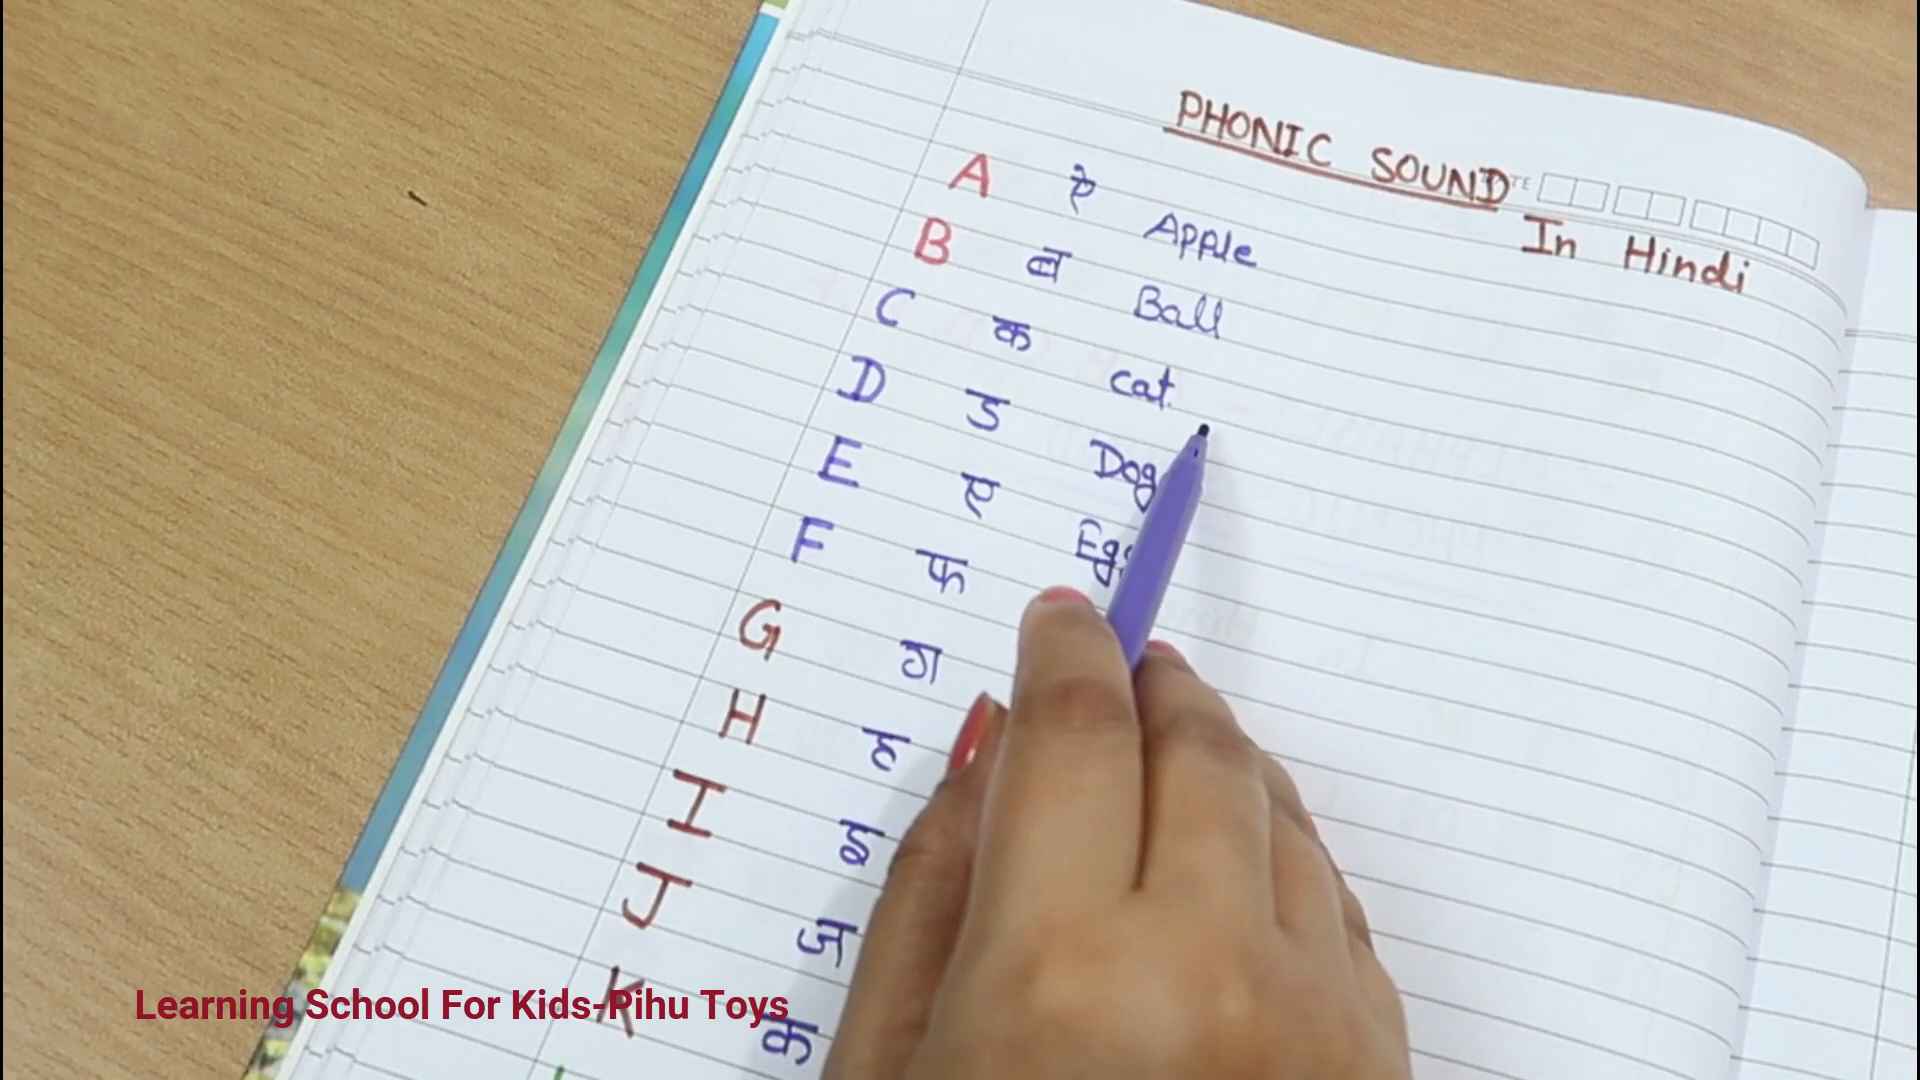 PHONIC SOUND
In Hindi
A ऐ Apple
B ब Ball
C क cat
D ड Dog
E ए Egg
F फ
G ग
H ह
I इ
J ज
K क
Learning School For Kids-Pihu Toys